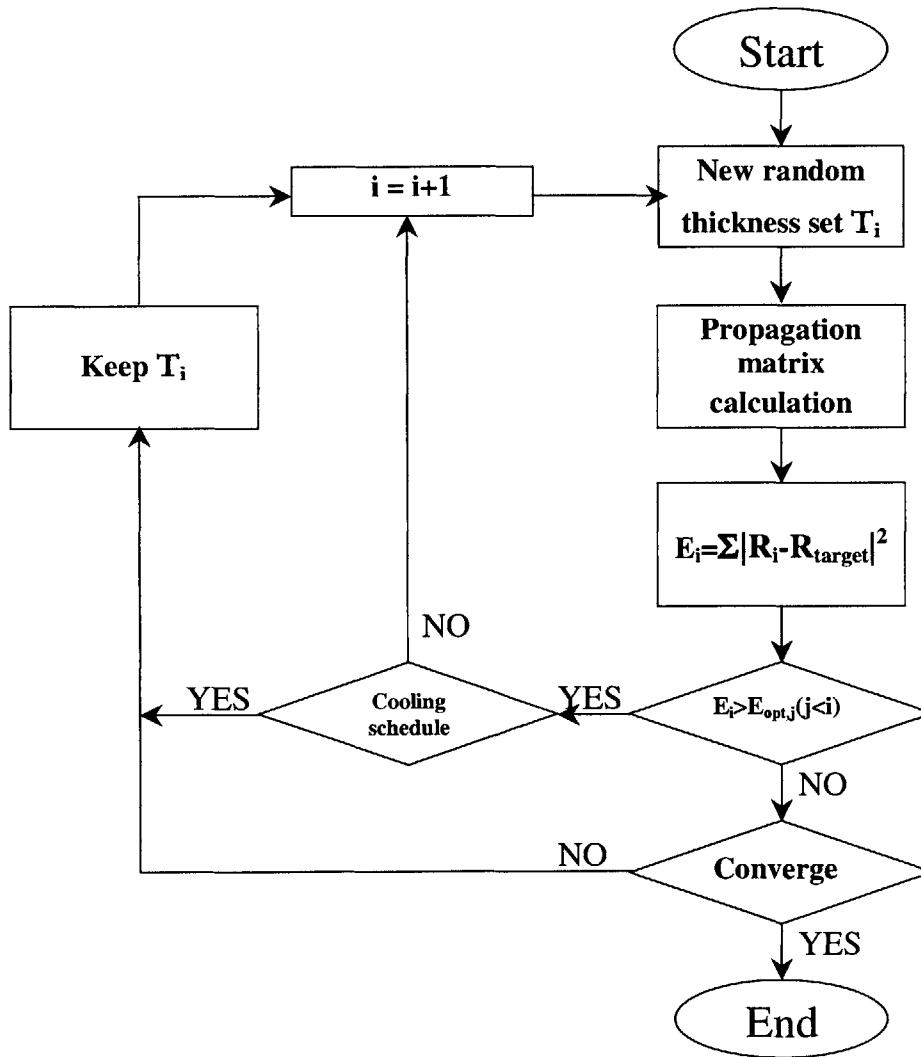 Start
New random
thickness set Tᵢ
i = i+1
Keep Tᵢ
Propagation
matrix
calculation
Eᵢ=Σ|Rᵢ-R_target|²
Eᵢ>E_opt,j(j<i)
YES
Cooling
schedule
YES
NO
NO
Converge
NO
YES
End